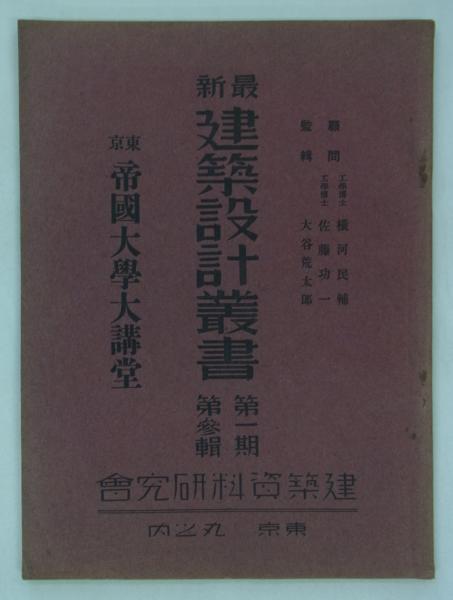 顧問
工學博士 橫河民輔
工學博士 佐藤功一
監輯 大谷荒太郎
最新
建築設計叢書
第一期
第參輯
東京
帝國大學大講堂
建築資料研究會
東京 丸之内